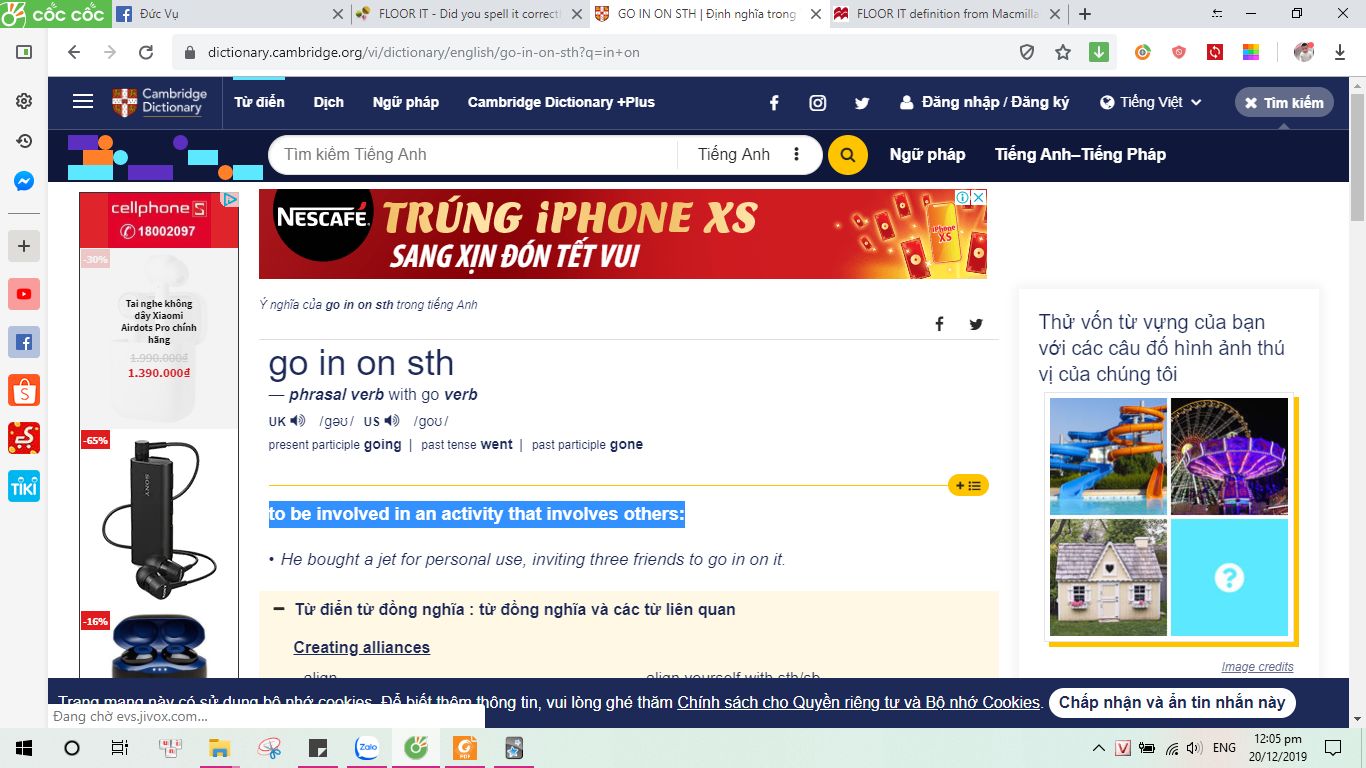 cốc cốc
Đức Vụ
FLOOR IT - Did you spell it correctl
GO IN ON STH | Định nghĩa trong
FLOOR IT definition from Macmilla
dictionary.cambridge.org/vi/dictionary/english/go-in-on-sth?q=in+on
Cambridge
Dictionary
Từ điển
Dịch
Ngữ pháp
Cambridge Dictionary +Plus
Đăng nhập / Đăng ký
Tiếng Việt
Tìm kiếm
Tìm kiếm Tiếng Anh
Tiếng Anh
Ngữ pháp
Tiếng Anh–Tiếng Pháp
cellphoneS
18002097
-30%
Tai nghe không
dây Xiaomi
Airdots Pro chính
hãng
1.990.000₫
1.390.000₫
-65%
SONY
-16%
NESCAFÉ
TRÚNG iPHONE XS
SANG XỊN ĐÓN TẾT VUI
iPhone
XS
Ý nghĩa của go in on sth trong tiếng Anh
go in on sth
— phrasal verb with go verb
UK /ɡəʊ/ US /ɡoʊ/
present participle going | past tense went | past participle gone
to be involved in an activity that involves others:
• He bought a jet for personal use, inviting three friends to go in on it.
Từ điển từ đồng nghĩa : từ đồng nghĩa và các từ liên quan
Creating alliances
align
align yourself with sth/sb
Thử vốn từ vựng của bạn
với các câu đố hình ảnh thú
vị của chúng tôi
?
Image credits
Trang mạng này có sử dụng bộ nhớ cookies. Để biết thêm thông tin, vui lòng ghé thăm Chính sách cho Quyền riêng tư và Bộ nhớ Cookies.
Chấp nhận và ẩn tin nhắn này
Đang chờ evs.jivox.com...
TIKI
Zalo
PDF
V
ENG
12:05 pm
20/12/2019